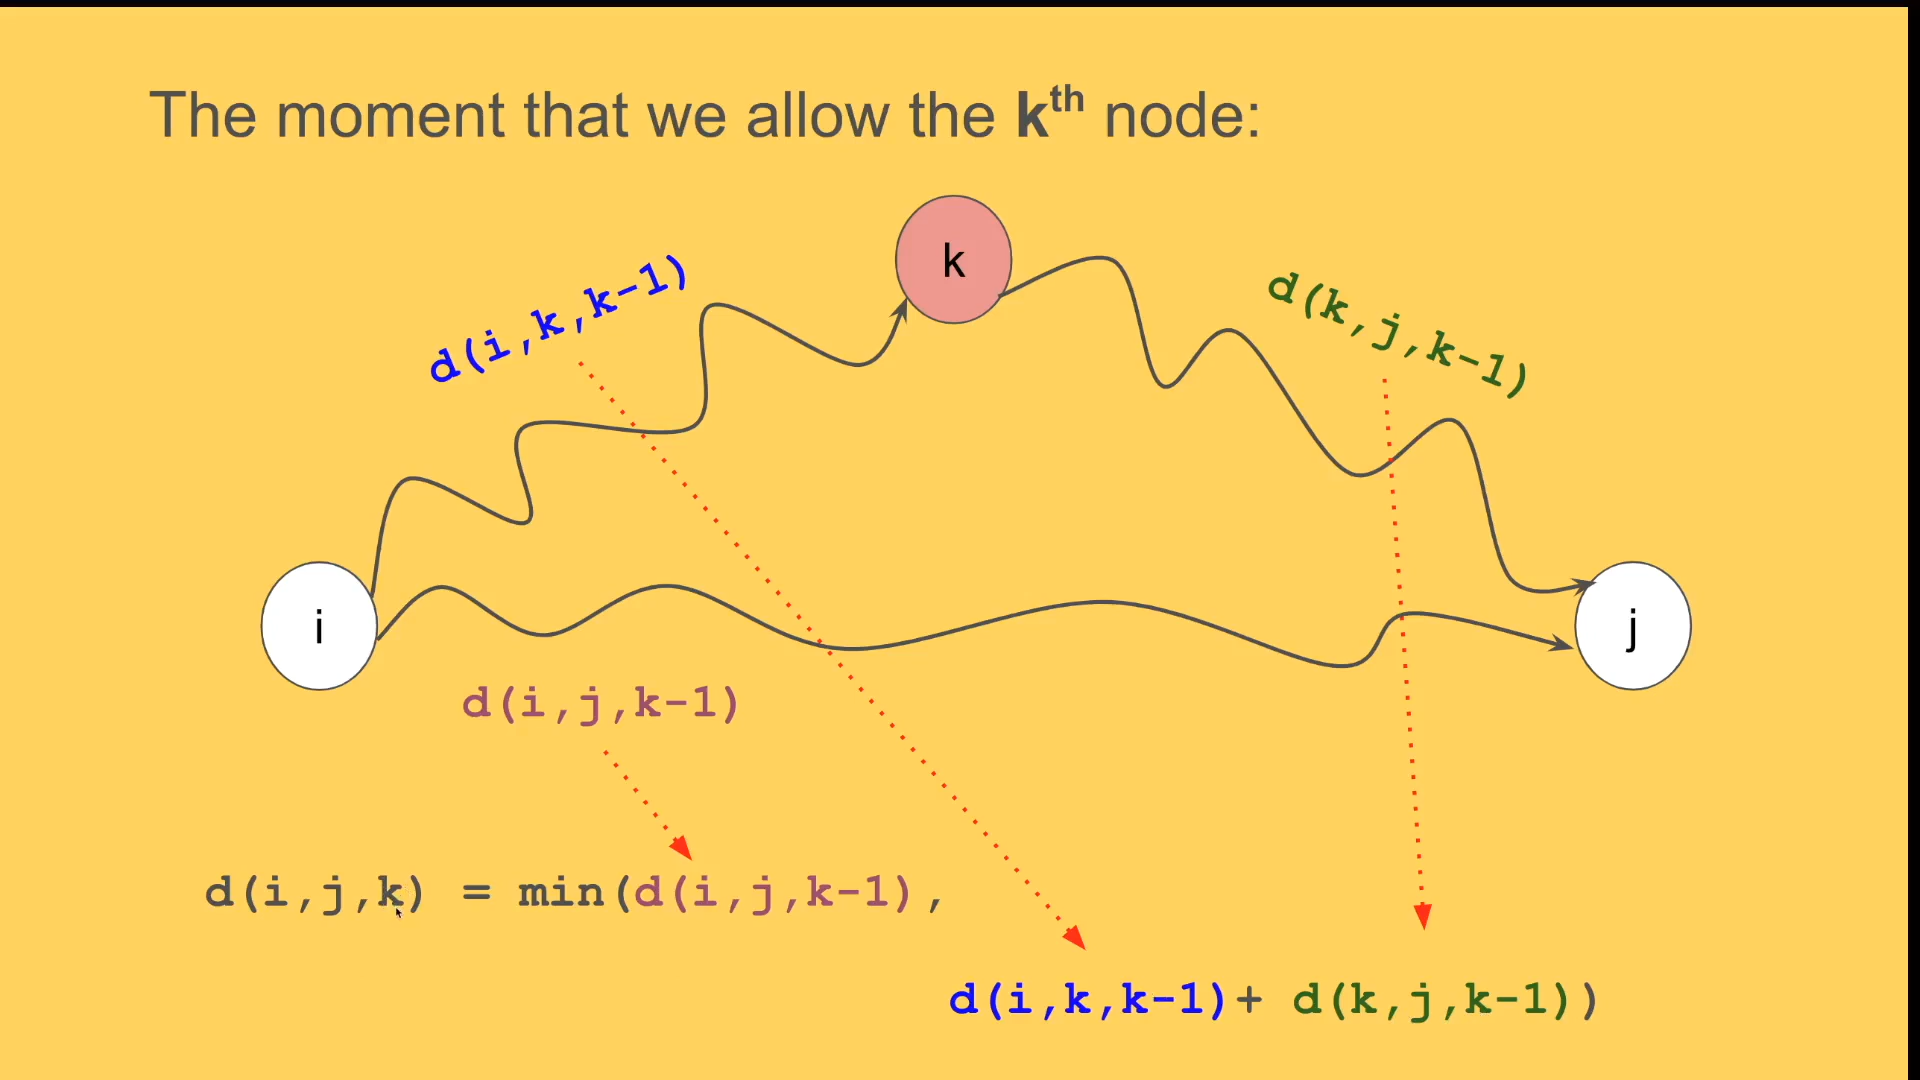 The moment that we allow the kth node:
k
d(i,k,k-1)
d(k,j,k-1)
i
j
d(i,j,k-1)
d(i,j,k) = min(d(i,j,k-1),
d(i,k,k-1)+ d(k,j,k-1))